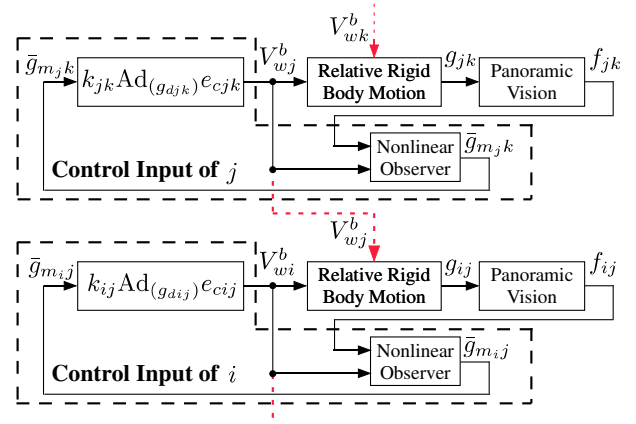 V^b_{wk}
\bar{g}_{m_j k}
k_{jk}Ad_{(g_{djk})}e_{cjk}
V^b_{wj}
Relative Rigid
Body Motion
g_{jk}
Panoramic
Vision
f_{jk}
Nonlinear
Observer
\bar{g}_{m_j k}
Control Input of j
V^b_{wj}
\bar{g}_{m_i j}
k_{ij}Ad_{(g_{dij})}e_{cij}
V^b_{wi}
Relative Rigid
Body Motion
g_{ij}
Panoramic
Vision
f_{ij}
Nonlinear
Observer
\bar{g}_{m_i j}
Control Input of i